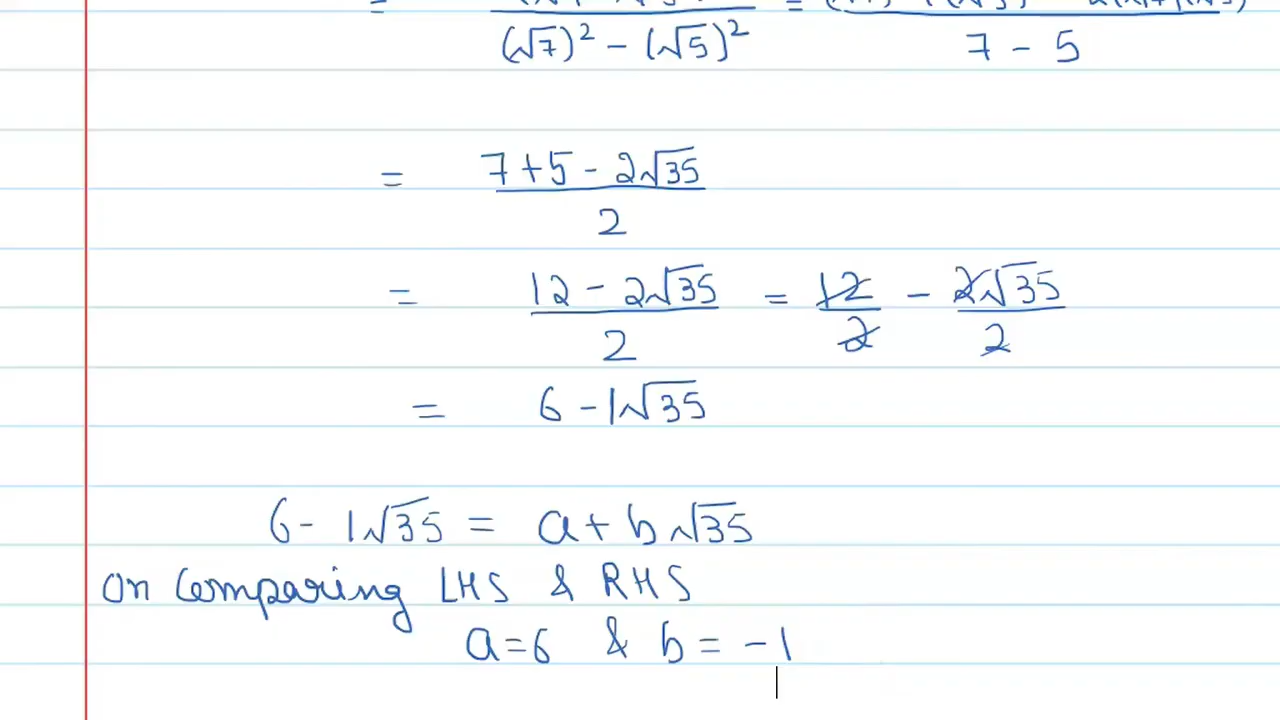 (√7)² - (√5)² 7 - 5
= 7+5 - 2√35 / 2
= 12 - 2√35 / 2 = 12/2 - 2√35/2
= 6 - 1√35
6 - 1√35 = a + b√35
On Comparing LHS & RHS
a = 6 & b = -1